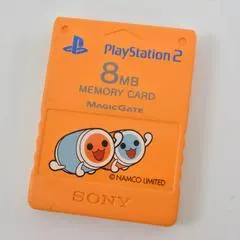 PlayStation 2
8MB
MEMORY CARD
MAGICGATE
© NAMCO LIMITED
SONY